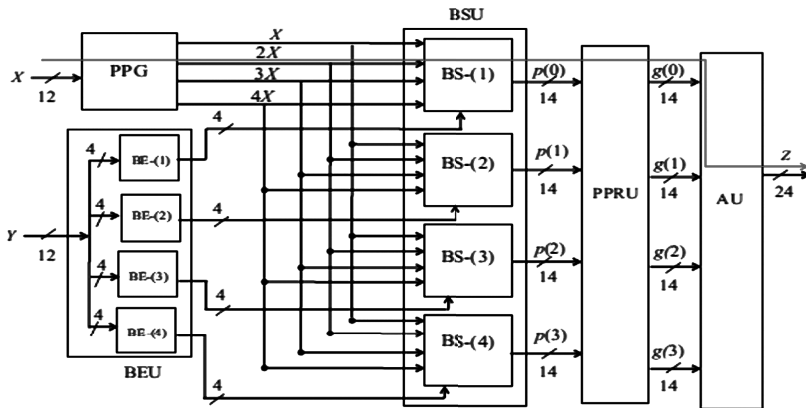 BSU
X
2X
3X
4X
PPG
X
12
BS-(1)
p(0)
14
g(0)
14
BEU
4
BE-(1)
4
4
BE-(2)
4
4
BE-(3)
4
4
BE-(4)
4
Y
12
BS-(2)
p(1)
14
g(1)
14
BS-(3)
p(2)
14
g(2)
14
BS-(4)
p(3)
14
g(3)
14
PPRU
AU
Z
24